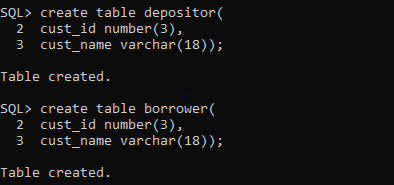 SQL> create table depositor(
  2  cust_id number(3),
  3  cust_name varchar(18));
Table created.
SQL> create table borrower(
  2  cust_id number(3),
  3  cust_name varchar(18));
Table created.